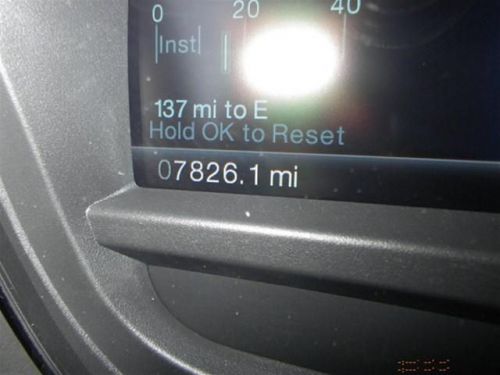 0 20 40
Inst
137 mi to E
Hold OK to Reset
07826.1 mi